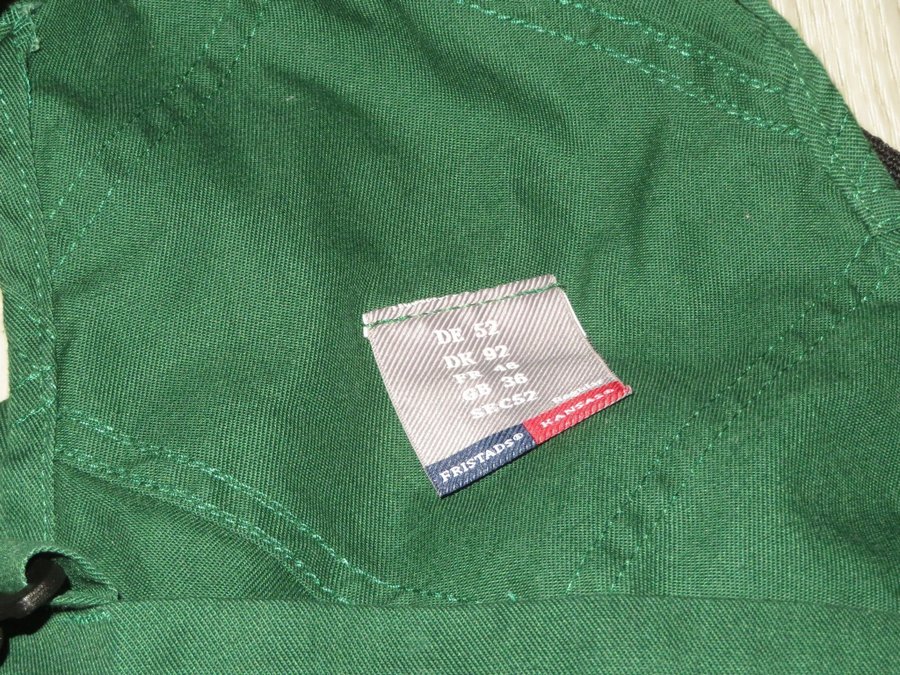 DE 52
DK 92
FR 46
GB 36
SEC52
FRISTADS® KANSAS